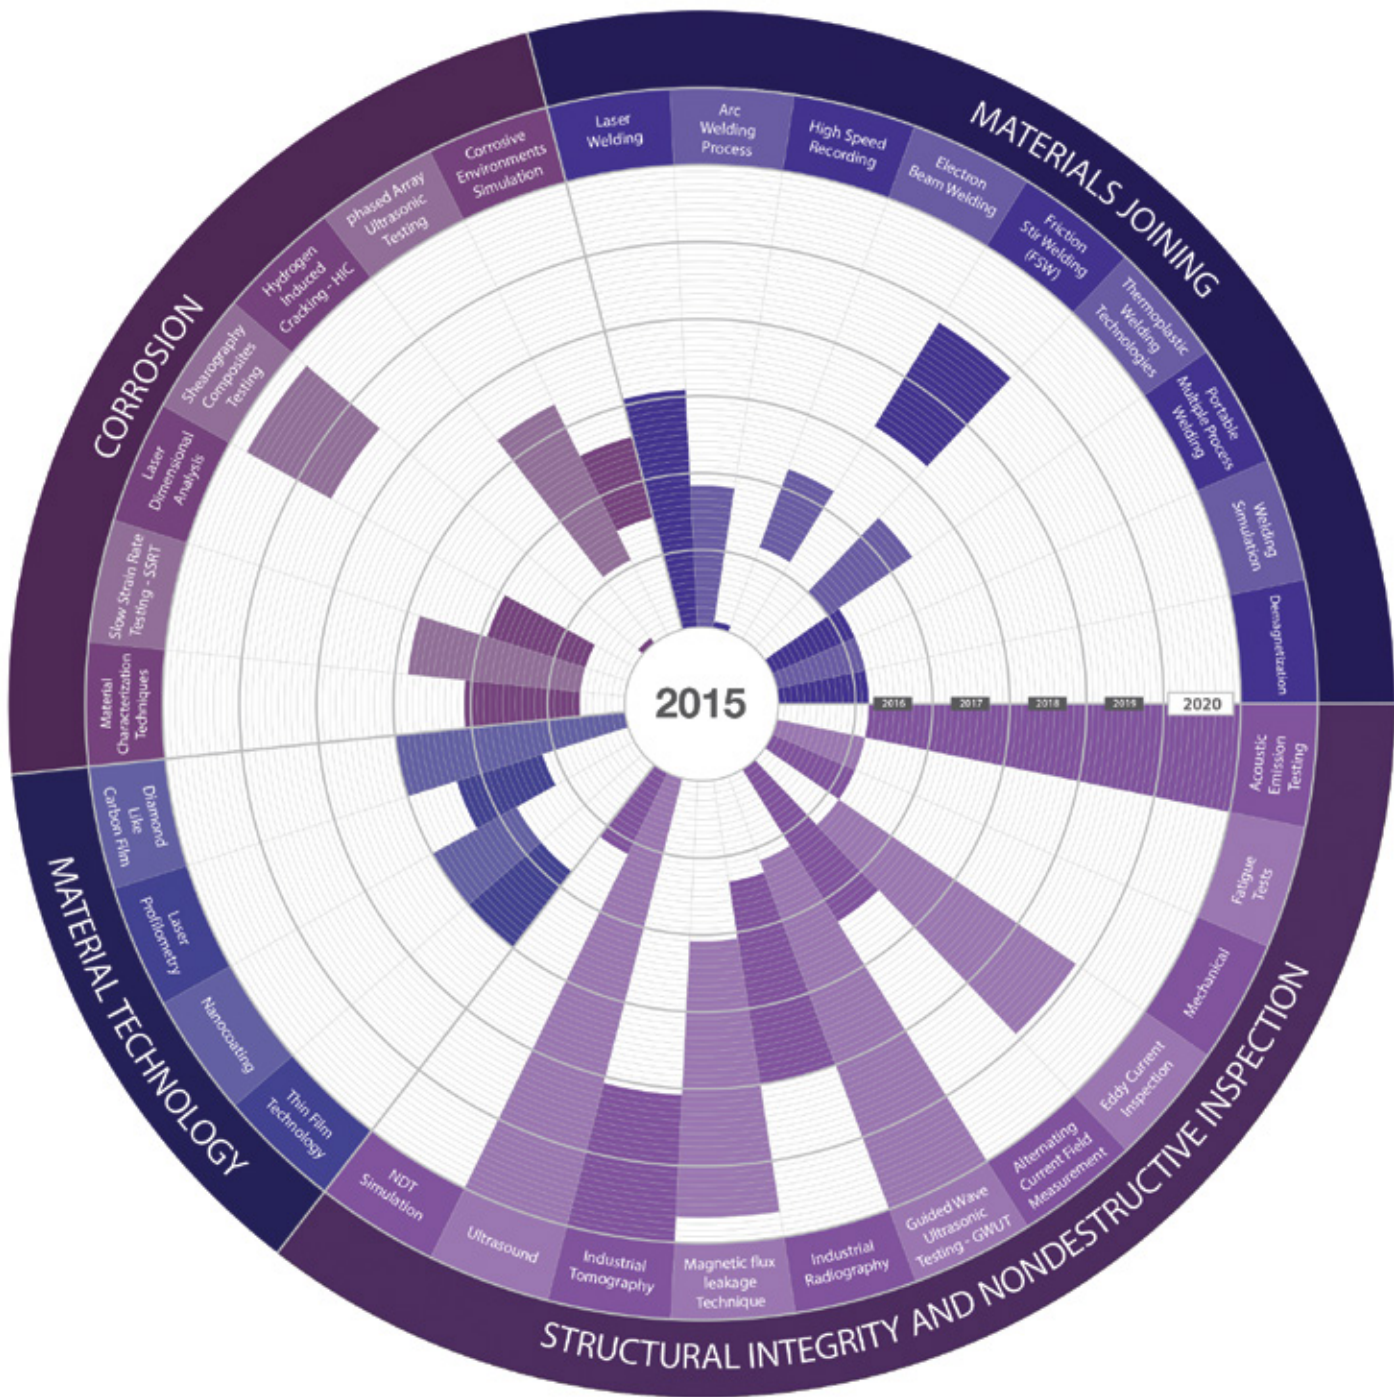 MATERIALS JOINING
Laser
Welding
Arc
Welding
Process
High Speed
Recording
Electron
Beam Welding
Friction
Stir Welding
(FSW)
Thermoplastic
Welding
Technologies
Portable
Multiple Process
Welding
Welding
Simulation
Demagnetization
STRUCTURAL INTEGRITY AND NONDESTRUCTIVE INSPECTION
Acoustic
Emission
Testing
Fatigue
Tests
Mechanical
Eddy Current
Inspection
Alternating
Current Field
Measurement
Guided Wave
Ultrasonic
Testing - GWUT
Industrial
Radiography
Magnetic flux
leakage
Technique
Industrial
Tomography
Ultrasound
NDT
Simulation
MATERIAL TECHNOLOGY
Thin Film
Technology
Nanocoating
Laser
Profilometry
Diamond
Like
Carbon Film
CORROSION
Material
Characterization
Techniques
Slow Strain Rate
Testing - SSRT
Laser
Dimensional
Analysis
Shearography
Composites
Testing
Hydrogen
Induced
Cracking - HIC
phased Array
Ultrasonic
Testing
Corrosive
Environments
Simulation
2015
2016
2017
2018
2019
2020